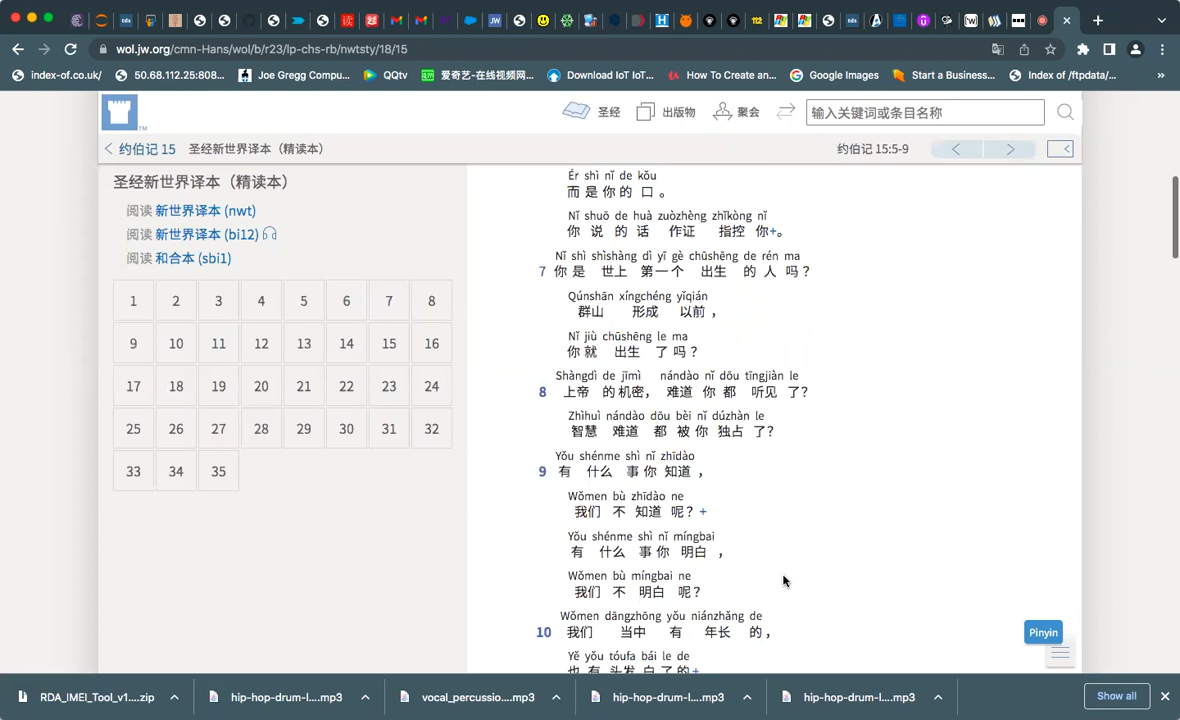 wol.jw.org/cmn-Hans/wol/b/r23/lp-chs-rb/nwtsty/18/15
index-of.co.uk/
50.68.112.25:808...
Joe Gregg Compu...
QQtv
爱奇艺-在线视频网...
Download IoT IoT...
How To Create an...
Google Images
Start a Business...
Index of /ftpdata/...
»
圣经
出版物
聚会
输入关键词或条目名称
约伯记 15
圣经新世界译本（精读本）
约伯记 15:5-9
圣经新世界译本（精读本）
阅读 新世界译本 (nwt)
阅读 新世界译本 (bi12)
阅读 和合本 (sbi1)
1 2 3 4 5 6 7 8
9 10 11 12 13 14 15 16
17 18 19 20 21 22 23 24
25 26 27 28 29 30 31 32
33 34 35
Ér shì nǐ de kǒu
而 是 你 的 口 。
Nǐ shuō de huà zuòzhèng zhǐkòng nǐ
你 说 的 话 作证 指控 你+。
Nǐ shì shìshàng dì yī gè chūshēng de rén ma
7 你 是 世上 第一个 出生 的 人 吗？
Qúnshān xíngchéng yǐqián
群山 形成 以前 ，
Nǐ jiù chūshēng le ma
你 就 出生 了 吗？
Shàngdì de jīmì nándào nǐ dōu tīngjiàn le
8 上帝 的 机密， 难道 你 都 听见 了？
Zhìhuì nándào dōu bèi nǐ dúzhàn le
智慧 难道 都 被 你 独占 了？
Yǒu shénme shì nǐ zhīdào
9 有 什么 事 你 知道 ，
Wǒmen bù zhīdào ne
我们 不 知道 呢？ +
Yǒu shénme shì nǐ míngbai
有 什么 事 你 明白 ，
Wǒmen bù míngbai ne
我们 不 明白 呢？
Wǒmen dāngzhōng yǒu niánzhǎng de
10 我们 当中 有 年长 的，
Yě yǒu tóufa bái le de
也 有 头发 白 了 的+
Pinyin
RDA_IMEI_Tool_v1....zip
hip-hop-drum-l....mp3
vocal_percussio....mp3
hip-hop-drum-l....mp3
hip-hop-drum-l....mp3
Show all